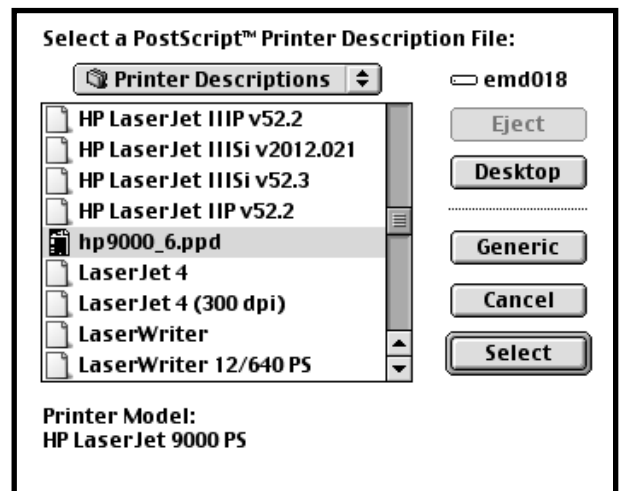 Select a PostScript™ Printer Description File:
Printer Descriptions
emd018
HP LaserJet IIIP v52.2
HP LaserJet IIISi v2012.021
HP LaserJet IIISi v52.3
HP LaserJet IIP v52.2
hp9000_6.ppd
LaserJet 4
LaserJet 4 (300 dpi)
LaserWriter
LaserWriter 12/640 PS
Eject
Desktop
Generic
Cancel
Select
Printer Model:
HP LaserJet 9000 PS